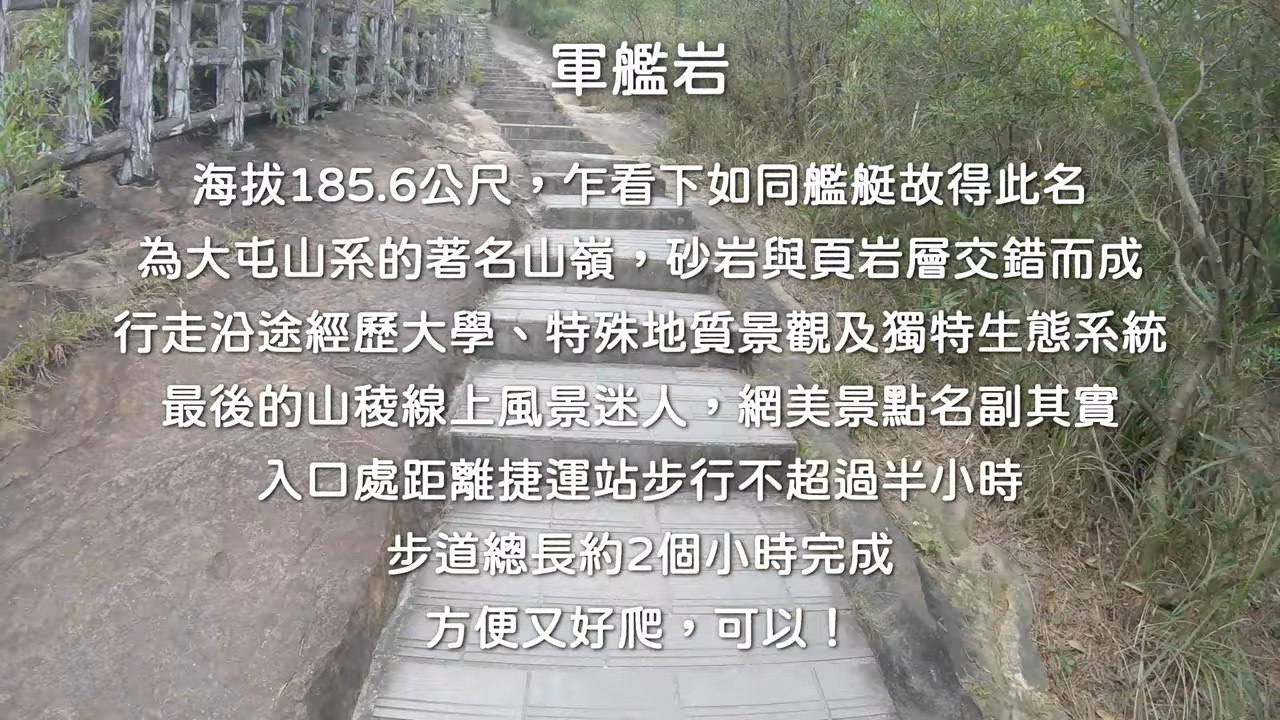 軍艦岩
海拔185.6公尺，乍看下如同艦艇故得此名
為大屯山系的著名山嶺，砂岩與頁岩層交錯而成
行走沿途經歷大學、特殊地質景觀及獨特生態系統
最後的山稜線上風景迷人，網美景點名副其實
入口處距離捷運站步行不超過半小時
步道總長約2個小時完成
方便又好爬，可以！